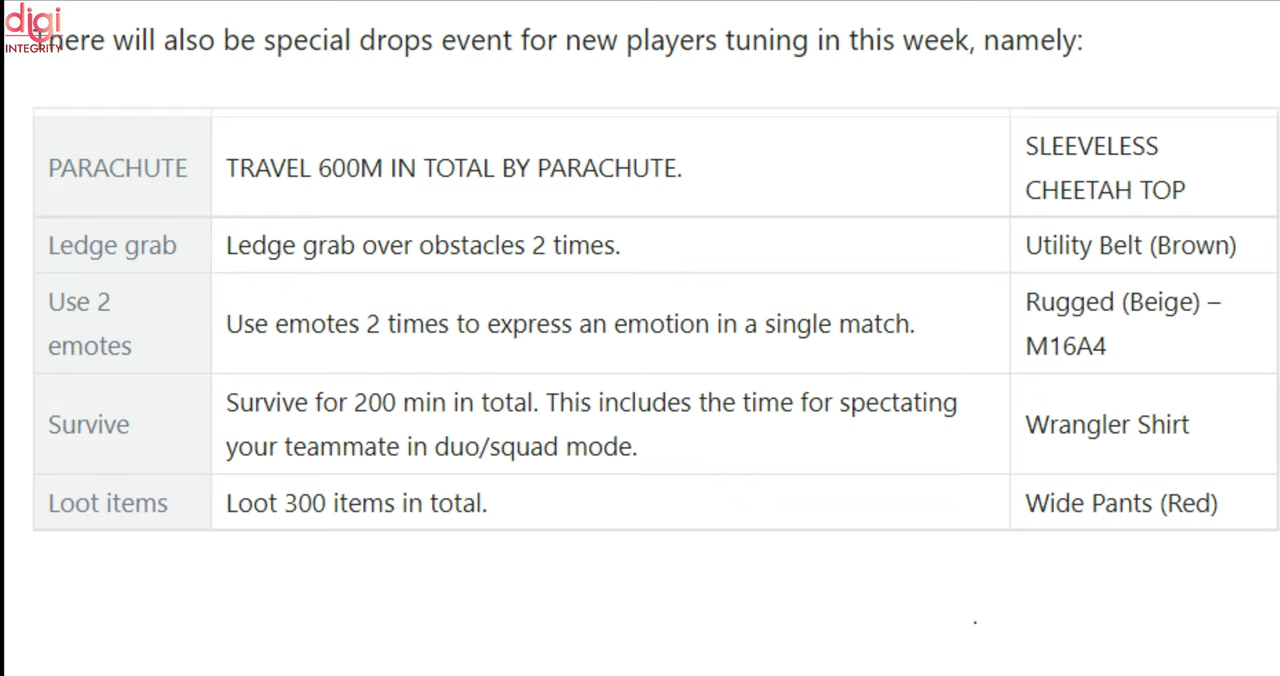 digi
INTEGRITY
There will also be special drops event for new players tuning in this week, namely:
PARACHUTE
TRAVEL 600M IN TOTAL BY PARACHUTE.
SLEEVELESS
CHEETAH TOP
Ledge grab
Ledge grab over obstacles 2 times.
Utility Belt (Brown)
Use 2
emotes
Use emotes 2 times to express an emotion in a single match.
Rugged (Beige) –
M16A4
Survive
Survive for 200 min in total. This includes the time for spectating
your teammate in duo/squad mode.
Wrangler Shirt
Loot items
Loot 300 items in total.
Wide Pants (Red)